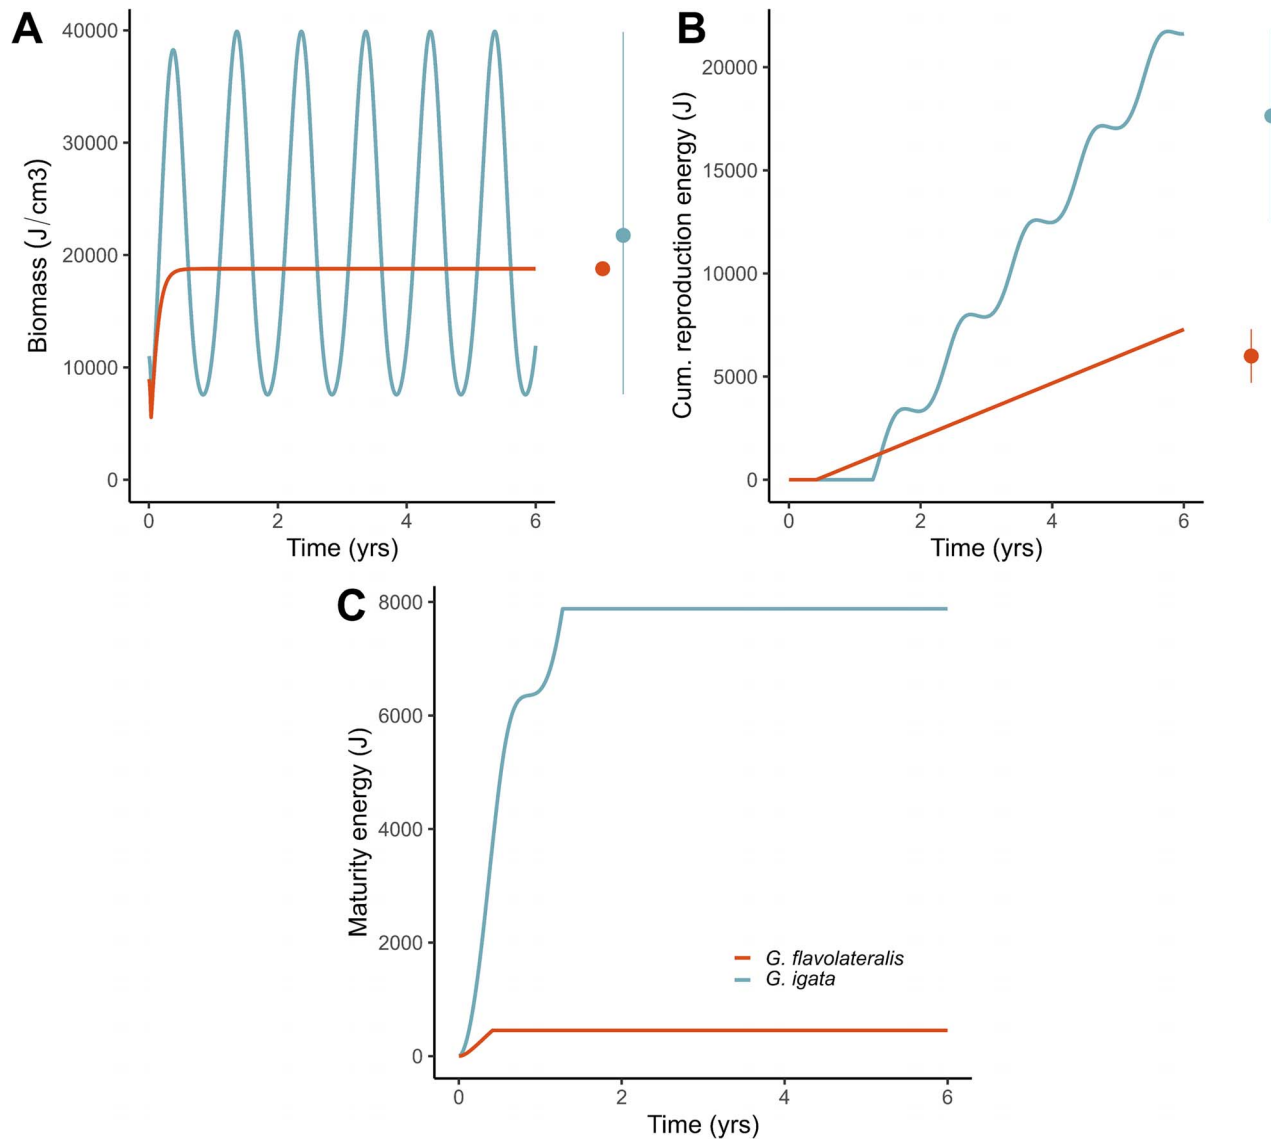 A
Biomass (J/cm3)
40000
30000
20000
10000
0
0 2 4 6
Time (yrs)
B
Cum. reproduction energy (J)
20000
15000
10000
5000
0
0 2 4 6
Time (yrs)
C
Maturity energy (J)
8000
6000
4000
2000
0
G. flavolateralis
G. igata
0 2 4 6
Time (yrs)